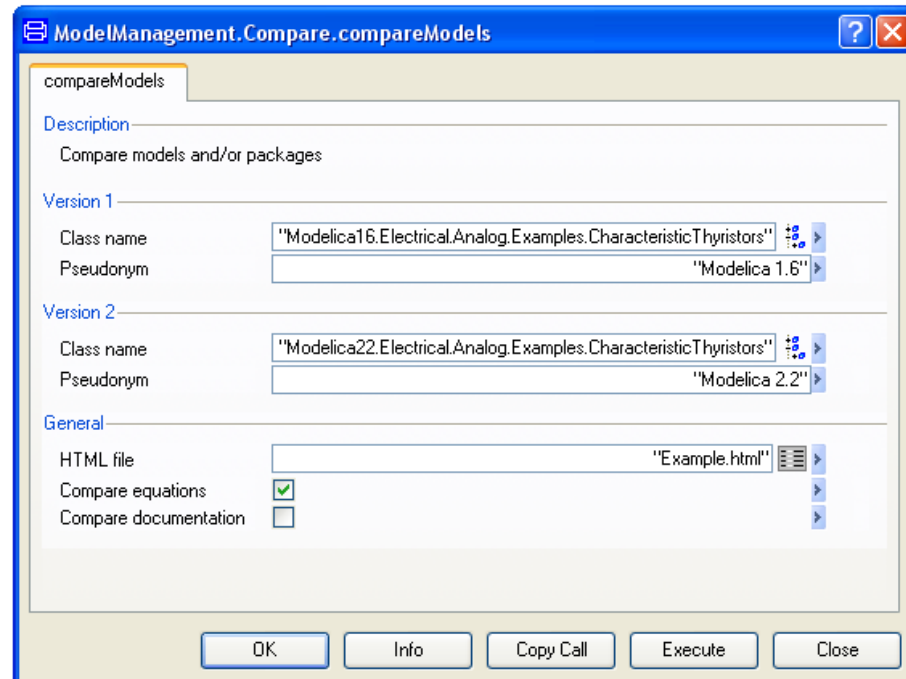 ModelManagement.Compare.compareModels
compareModels
Description
Compare models and/or packages
Version 1
Class name "Modelica16.Electrical.Analog.Examples.CharacteristicThyristors"
Pseudonym "Modelica 1.6"
Version 2
Class name "Modelica22.Electrical.Analog.Examples.CharacteristicThyristors"
Pseudonym "Modelica 2.2"
General
HTML file "Example.html"
Compare equations
Compare documentation
OK Info Copy Call Execute Close